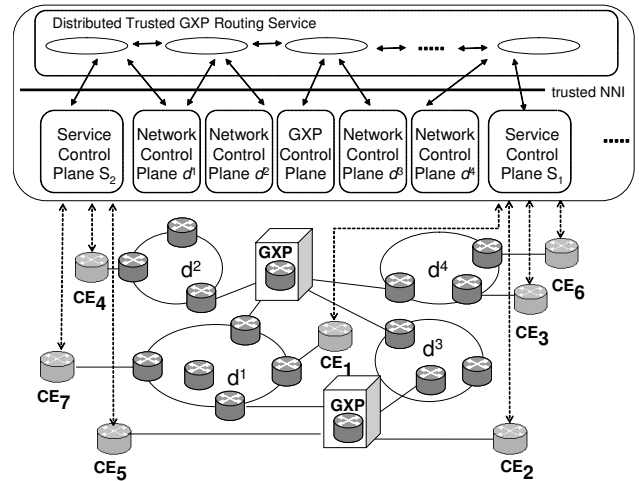 Distributed Trusted GXP Routing Service
trusted NNI
Service Control Plane S2
Network Control Plane d1
Network Control Plane d2
GXP Control Plane
Network Control Plane d3
Network Control Plane d4
Service Control Plane S1
GXP
d2
d4
CE4
CE6
CE3
CE1
d3
d1
CE7
GXP
CE5
CE2